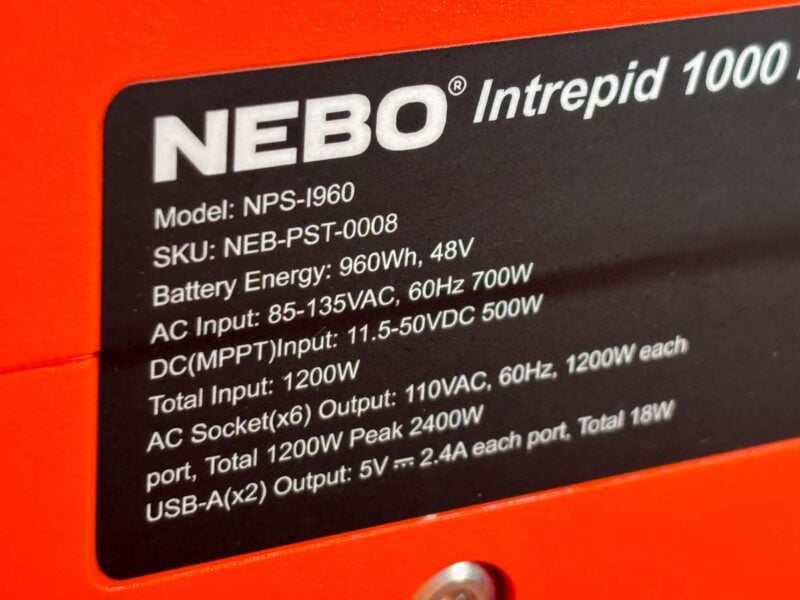 NEBO® Intrepid 1000
Model: NPS-I960
SKU: NEB-PST-0008
Battery Energy: 960Wh, 48V
AC Input: 85-135VAC, 60Hz 700W
DC(MPPT)Input: 11.5-50VDC 500W
Total Input: 1200W
AC Socket(x6) Output: 110VAC, 60Hz, 1200W each
port, Total 1200W Peak 2400W
USB-A(x2) Output: 5V⎓2.4A each port, Total 18W